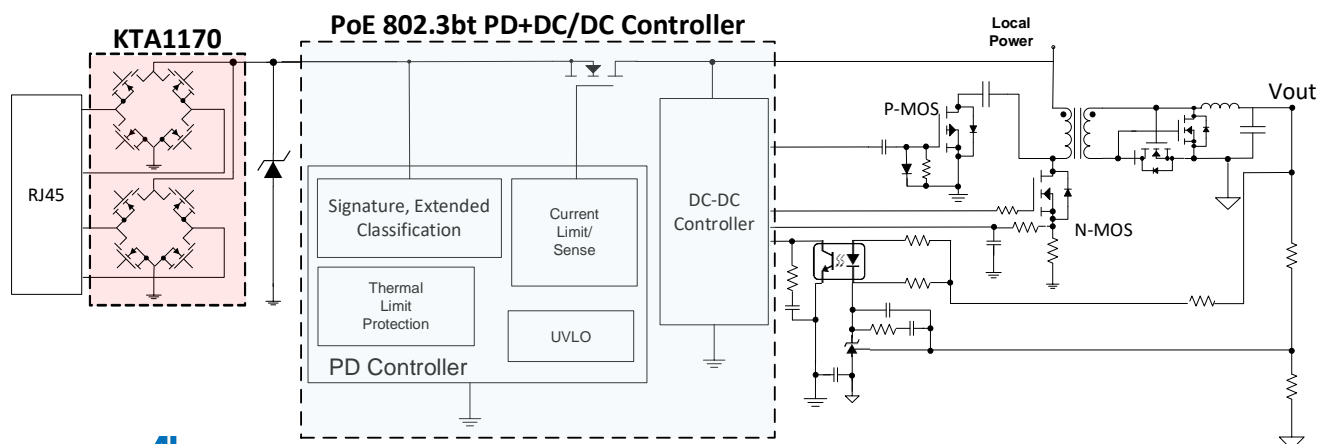 KTA1170
PoE 802.3bt PD+DC/DC Controller
Local
Power
Vout
P-MOS
RJ45
Signature, Extended
Classification
Current
Limit/
Sense
DC-DC
Controller
N-MOS
Thermal
Limit
Protection
UVLO
PD Controller